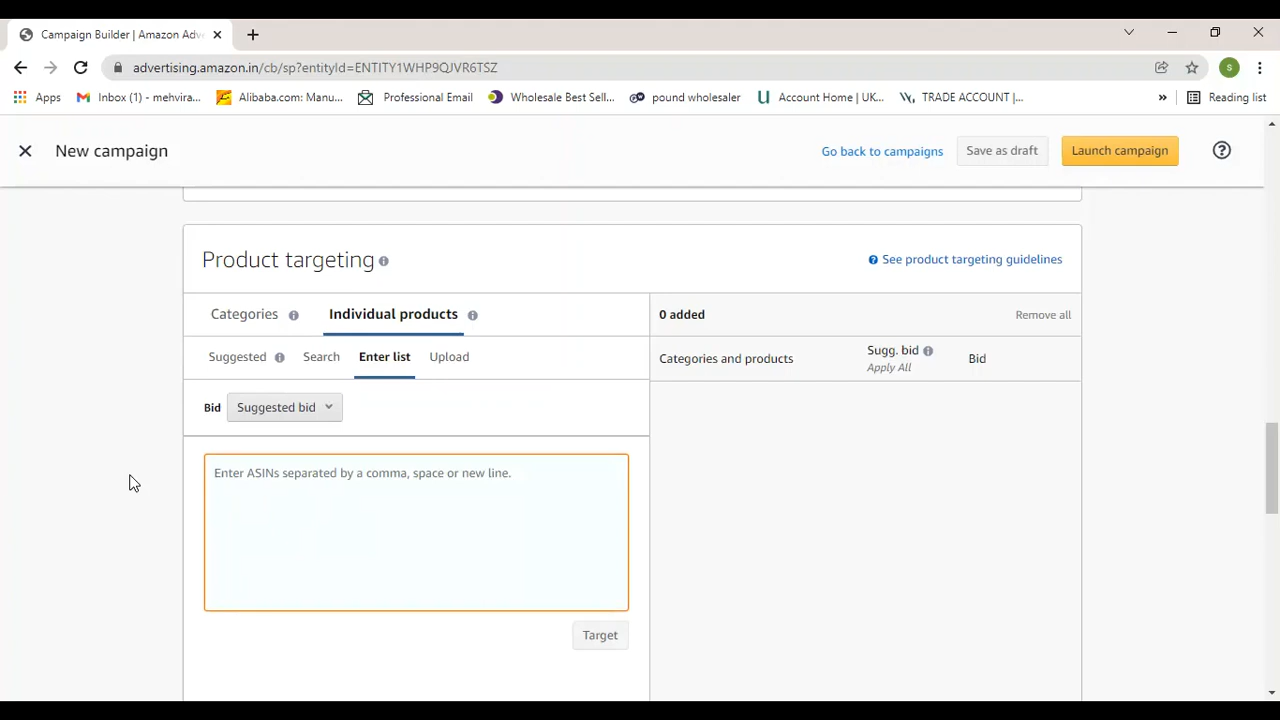 Campaign Builder | Amazon Adv
advertising.amazon.in/cb/sp?entityId=ENTITY1WHP9QJVR6TSZ
S
Apps
Inbox (1) - mehvira...
Alibaba.com: Manu...
Professional Email
Wholesale Best Sell...
pound wholesaler
Account Home | UK...
TRADE ACCOUNT |...
»
Reading list
New campaign
Go back to campaigns
Save as draft
Launch campaign
Product targeting
See product targeting guidelines
Categories
Individual products
0 added
Remove all
Suggested
Search
Enter list
Upload
Categories and products
Sugg. bid
Apply All
Bid
Bid
Suggested bid
Enter ASINs separated by a comma, space or new line.
Target